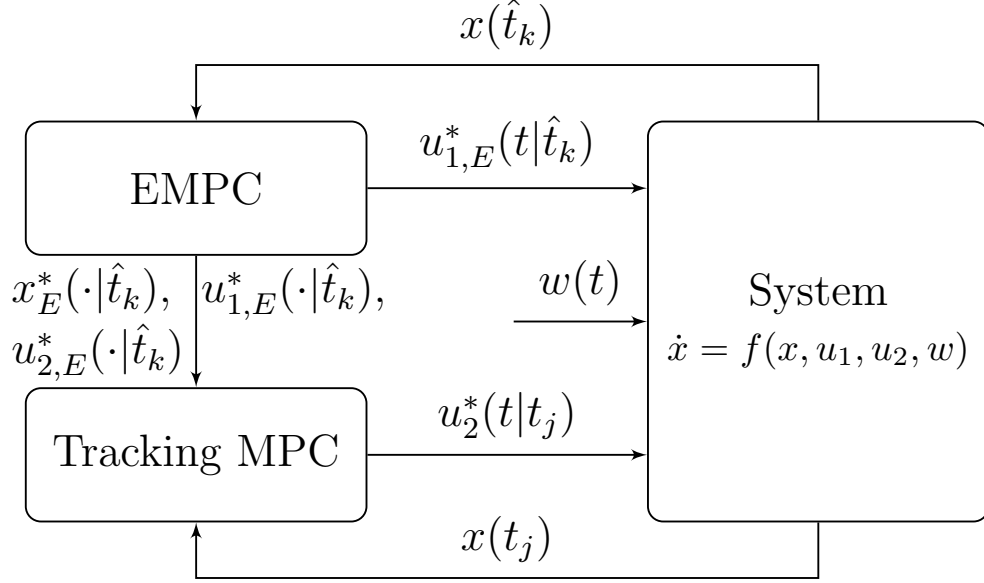 x(t̂_k)
u*_{1,E}(t|t̂_k)
EMPC
x*_E(·|t̂_k), u*_{1,E}(·|t̂_k),
u*_{2,E}(·|t̂_k)
w(t)
System
ẋ = f(x, u_1, u_2, w)
u*_2(t|t_j)
Tracking MPC
x(t_j)